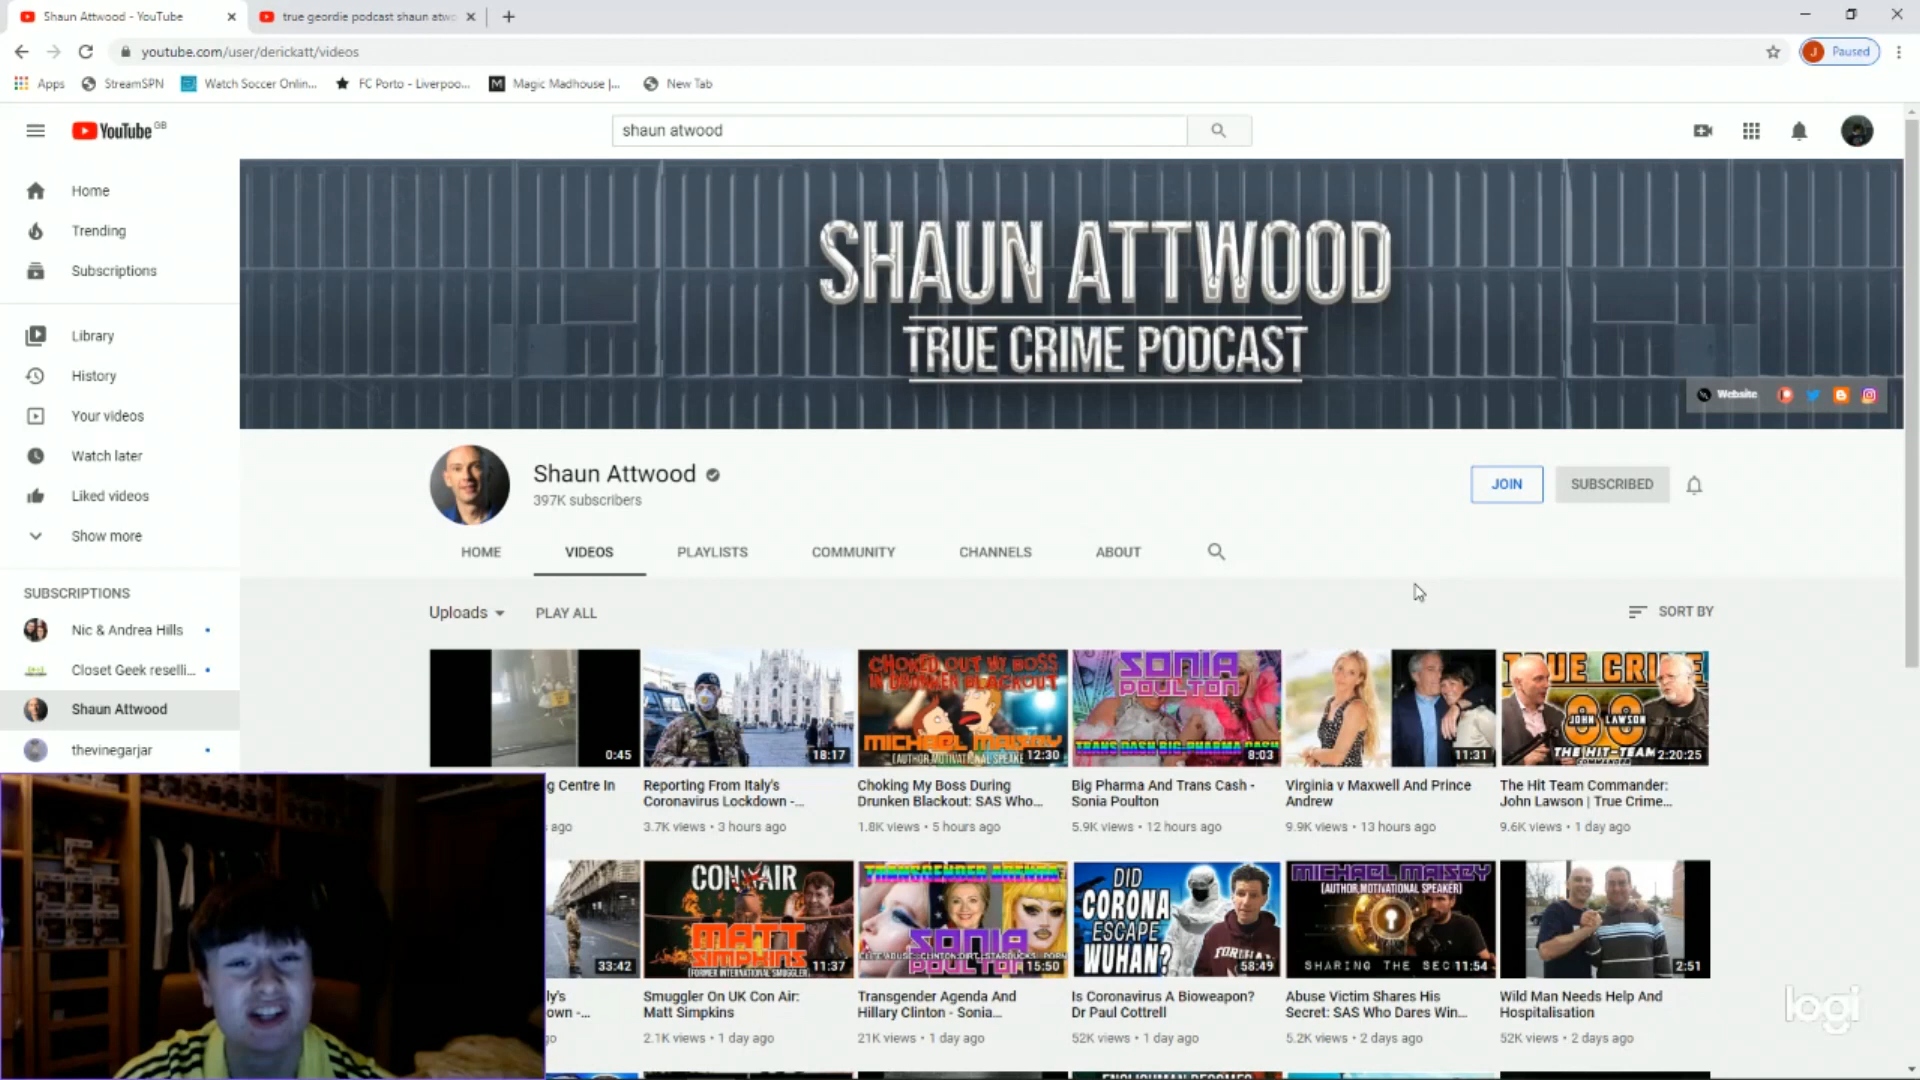 Shaun Attwood - YouTube
true geordie podcast shaun atwo
youtube.com/user/derickatt/videos
J Paused
Apps
StreamSPN
Watch Soccer Onlin...
FC Porto - Liverpoo...
M Magic Madhouse |...
New Tab
YouTube GB
shaun atwood
Home
Trending
Subscriptions
Library
History
Your videos
Watch later
Liked videos
Show more
SUBSCRIPTIONS
Nic & Andrea Hills
Closet Geek reselli...
Shaun Attwood
thevinegarjar
SHAUN ATTWOOD
TRUE CRIME PODCAST
Website
Shaun Attwood
397K subscribers
JOIN
SUBSCRIBED
HOME
VIDEOS
PLAYLISTS
COMMUNITY
CHANNELS
ABOUT
Uploads
PLAY ALL
SORT BY
0:45
18:17
CHOKED OUT MY BOSS
IN DRUNKEN BLACKOUT
MICHAEL MAISEY
12:30
SONIA
POULTON
TRANS CASH BIG PHARMA CASH
8:03
11:31
TRUE CRIME
88
JOHN LAWSON
THE HIT-TEAM
COMMANDER
2:20:25
g Centre In
ago
Reporting From Italy's
Coronavirus Lockdown -...
3.7K views • 3 hours ago
Choking My Boss During
Drunken Blackout: SAS Who...
1.8K views • 5 hours ago
Big Pharma And Trans Cash -
Sonia Poulton
5.9K views • 12 hours ago
Virginia v Maxwell And Prince
Andrew
9.9K views • 13 hours ago
The Hit Team Commander:
John Lawson | True Crime...
9.6K views • 1 day ago
33:42
CON AIR
MATT
SIMPKINS
(FORMER INTERNATIONAL SMUGGLER)
11:37
TRANSGENDER AGENDA
SONIA
POULTON
15:50
DID
CORONA
ESCAPE
WUHAN?
58:49
MICHAEL MAISEY
(AUTHOR, MOTIVATIONAL SPEAKER)
SHARING THE SEC
11:54
2:51
ly's
own -...
go
Smuggler On UK Con Air:
Matt Simpkins
2.1K views • 1 day ago
Transgender Agenda And
Hillary Clinton - Sonia...
21K views • 1 day ago
Is Coronavirus A Bioweapon?
Dr Paul Cottrell
52K views • 1 day ago
Abuse Victim Shares His
Secret: SAS Who Dares Win...
5.2K views • 2 days ago
Wild Man Needs Help And
Hospitalisation
52K views • 2 days ago
logi